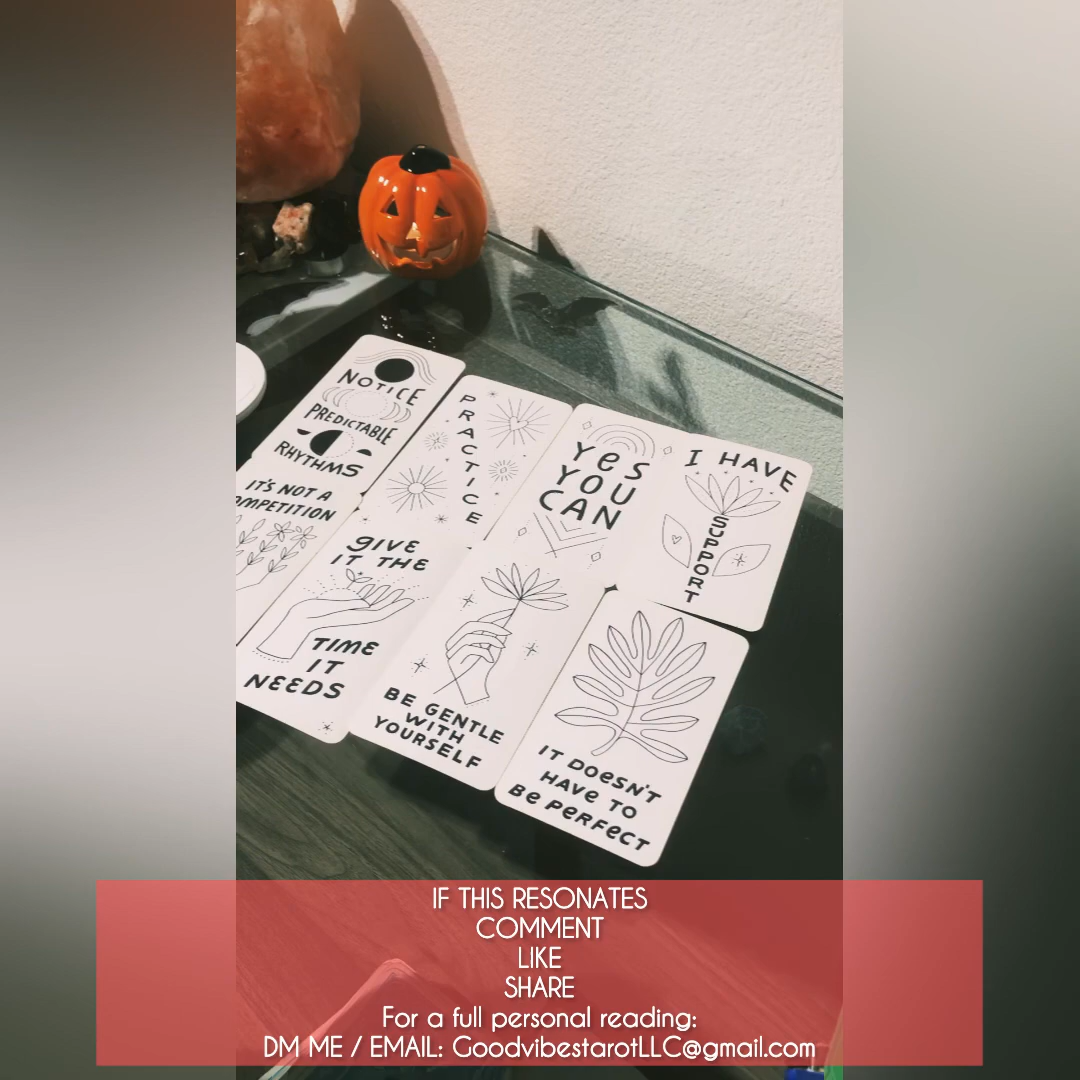 NOTICE
PREDICTABLE
RHYTHMS
PRACTICE
YES
YOU
CAN
I HAVE
SUPPORT
IT'S NOT A
OMPETITION
GIVE
IT THE
TIME
IT
NEEDS
BE GENTLE
WITH
YOURSELF
IT DOESN'T
HAVE TO
BE PERFECT
IF THIS RESONATES
COMMENT
LIKE
SHARE
For a full personal reading:
DM ME / EMAIL: GoodvibestarotLLC@gmail.com